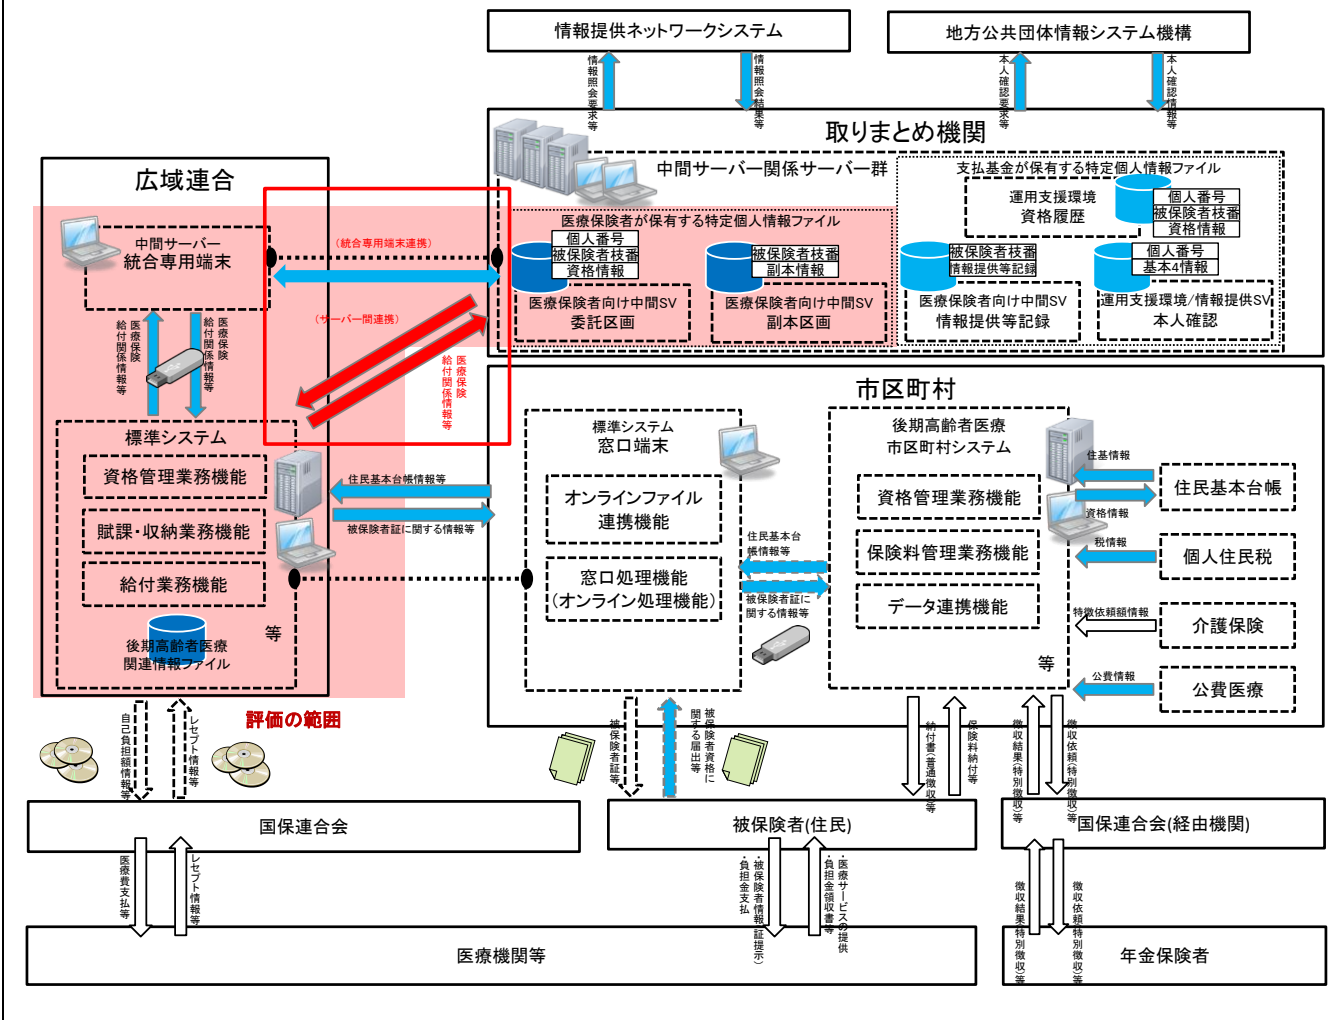 情報提供ネットワークシステム
地方公共団体情報システム機構
情報照会要求等
情報照会結果等
本人確認要求等
本人確認情報等
取りまとめ機関
中間サーバー関係サーバー群
支払基金が保有する特定個人情報ファイル
運用支援環境
資格履歴
個人番号
被保険者枝番
資格情報
医療保険者が保有する特定個人情報ファイル
個人番号
被保険者枝番
資格情報
医療保険者向け中間SV
委託区画
被保険者枝番
副本情報
医療保険者向け中間SV
副本区画
被保険者枝番
情報提供等記録
医療保険者向け中間SV
情報提供等記録
個人番号
基本4情報
運用支援環境/情報提供SV
本人確認
広域連合
中間サーバー
統合専用端末
(統合専用端末連携)
(サーバー間連携)
医療保険
給付関係情報等
医療保険
給付関係情報等
医療保険
給付関係情報等
標準システム
資格管理業務機能
賦課・収納業務機能
給付業務機能
後期高齢者医療
関連情報ファイル
等
評価の範囲
住民基本台帳情報等
被保険者証に関する情報等
市区町村
標準システム
窓口端末
オンラインファイル
連携機能
窓口処理機能
(オンライン処理機能)
住民基本台
帳情報等
被保険者証に
関する情報等
後期高齢者医療
市区町村システム
資格管理業務機能
保険料管理業務機能
データ連携機能
等
住基情報
資格情報
税情報
特徴依頼額情報
公費情報
住民基本台帳
個人住民税
介護保険
公費医療
自己負担額情報等
レセプト情報等
被保険者証等
被保険者資格に
関する届出等
納付書(普通徴収)等
保険料納付等
徴収結果(特別徴収)等
徴収依頼(特別徴収)等
国保連合会
被保険者(住民)
国保連合会(経由機関)
医療費支払等
レセプト情報等
・被保険者情報(証提示)
・負担金支払
・医療サービスの提供
・負担金領収書等
徴収結果(特別徴収)等
徴収依頼(特別徴収)等
医療機関等
年金保険者